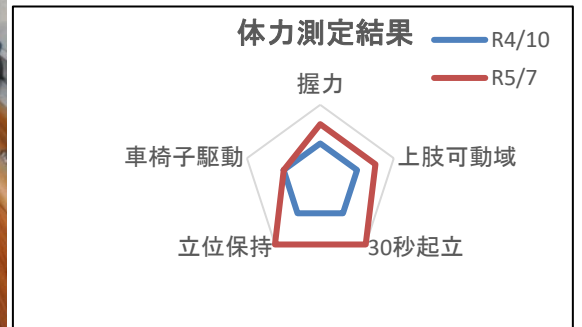 体力測定結果
R4/10
R5/7
握力
車椅子駆動
上肢可動域
立位保持
30秒起立